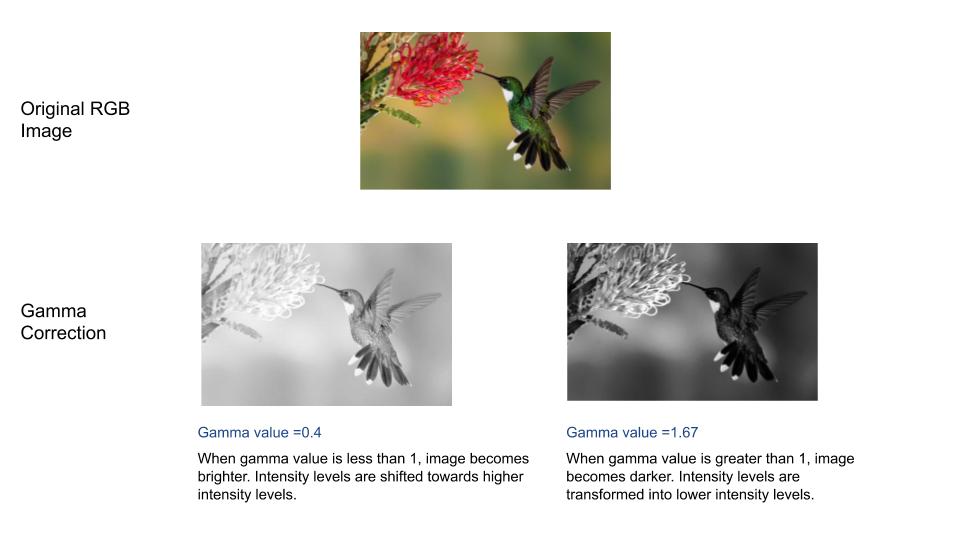 Original RGB
Image
Gamma
Correction
Gamma value =0.4
When gamma value is less than 1, image becomes
brighter. Intensity levels are shifted towards higher
intensity levels.
Gamma value =1.67
When gamma value is greater than 1, image
becomes darker. Intensity levels are
transformed into lower intensity levels.